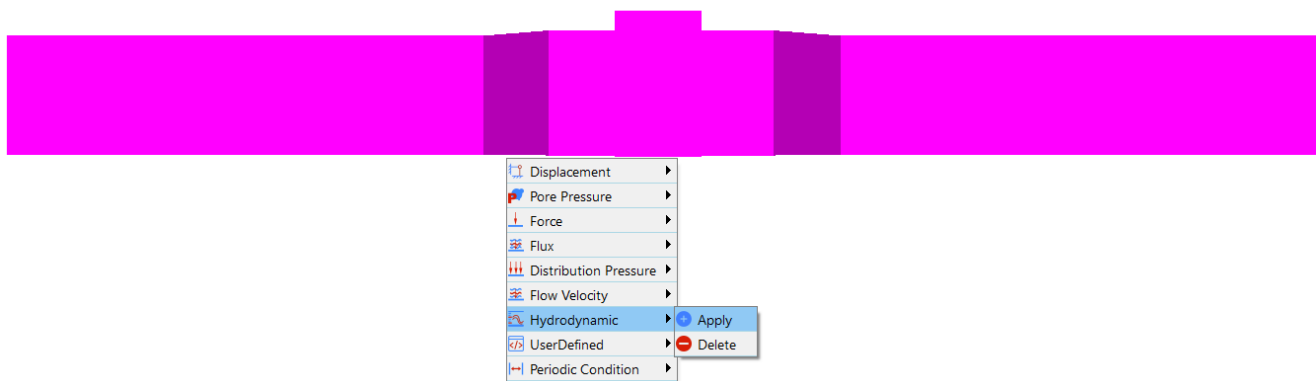 Displacement
Pore Pressure
Force
Flux
Distribution Pressure
Flow Velocity
Hydrodynamic
Apply
UserDefined
Delete
Periodic Condition